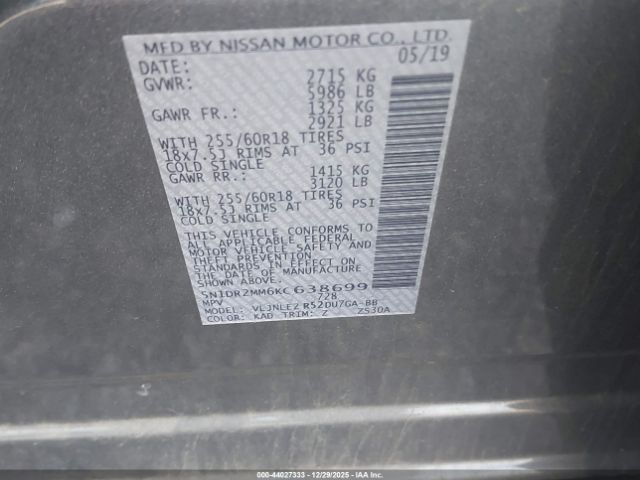 MFD BY NISSAN MOTOR CO., LTD.
DATE: 05/19
GVWR: 2715 KG
5986 LB
GAWR FR.: 1325 KG
2921 LB
WITH 255/60R18 TIRES
18x7.5J RIMS AT 36 PSI
COLD SINGLE
GAWR RR.: 1415 KG
3120 LB
WITH 255/60R18 TIRES
18x7.5J RIMS AT 36 PSI
COLD SINGLE
THIS VEHICLE CONFORMS TO
ALL APPLICABLE FEDERAL
MOTOR VEHICLE SAFETY AND
THEFT PREVENTION
STANDARDS IN EFFECT ON
THE DATE OF MANUFACTURE
SHOWN ABOVE.
5N1DR2MM6KC638699
MPV 728
MODEL: VEJNLEZ R52DU7GA-BB
COLOR: KAD TRIM: Z ZS30A
000-44027333 - 12/29/2025 - IAA Inc.